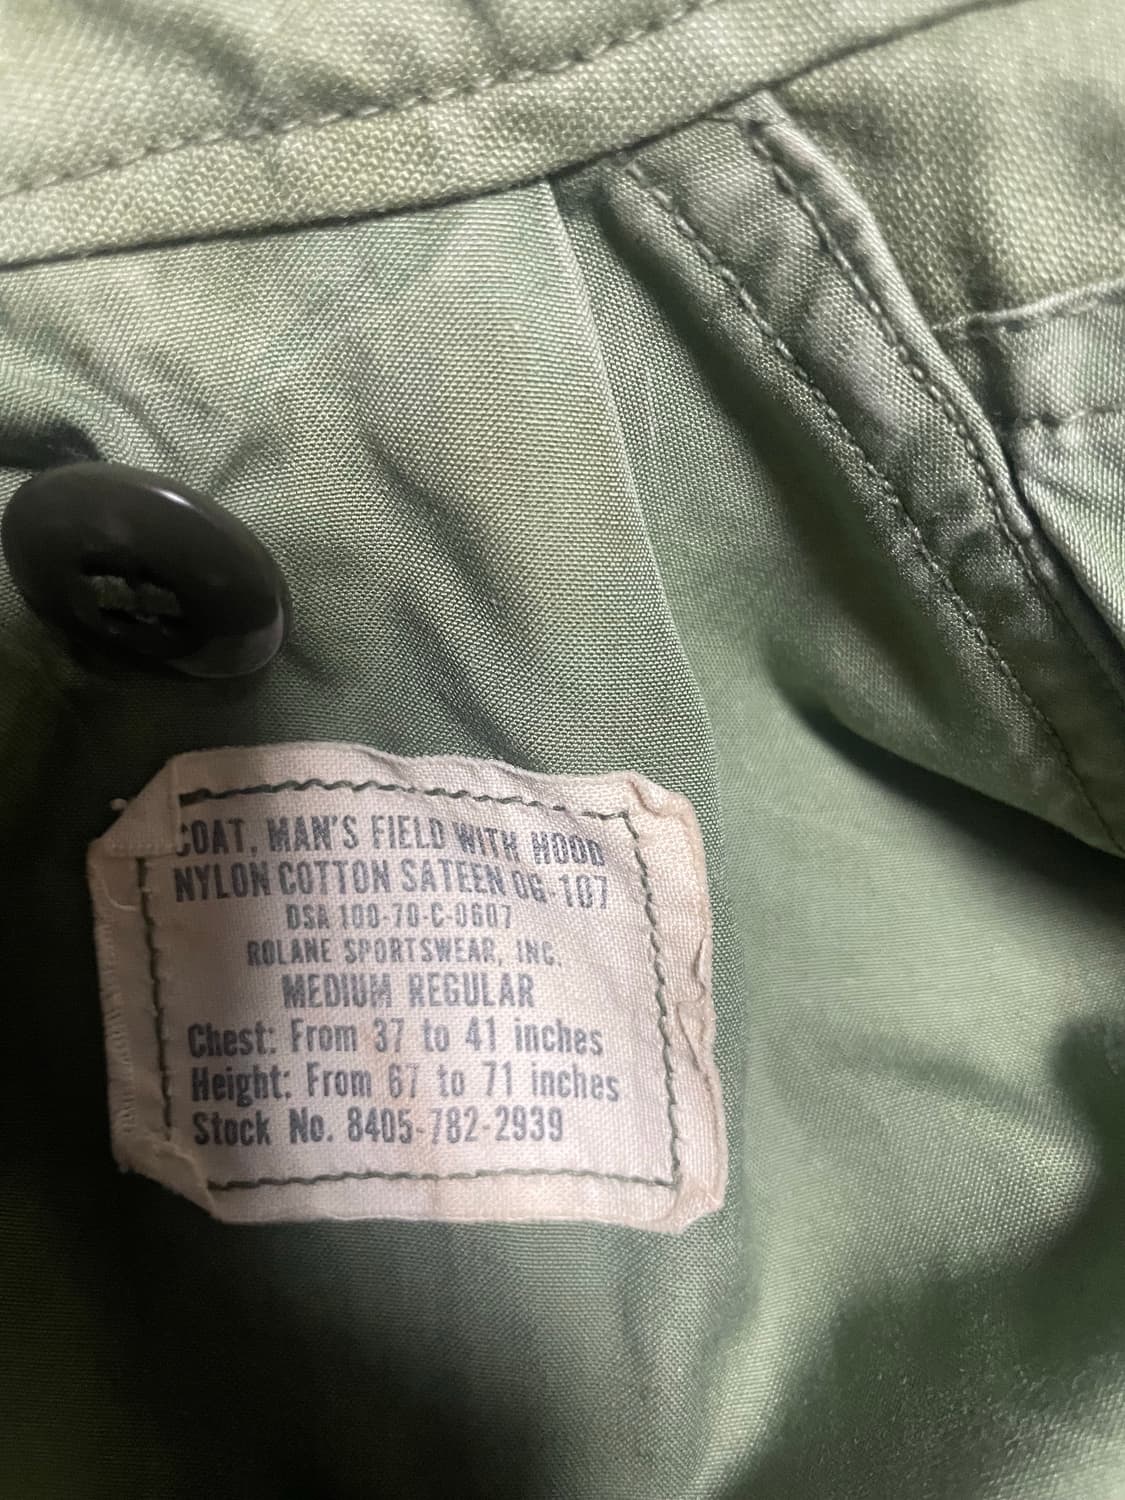 COAT, MAN'S FIELD WITH HOOD
NYLON COTTON SATEEN OG-107
DSA 100-70-C-0607
ROLANE SPORTSWEAR, INC.
MEDIUM REGULAR
Chest: From 37 to 41 inches
Height: From 67 to 71 inches
Stock No. 8405-782-2939